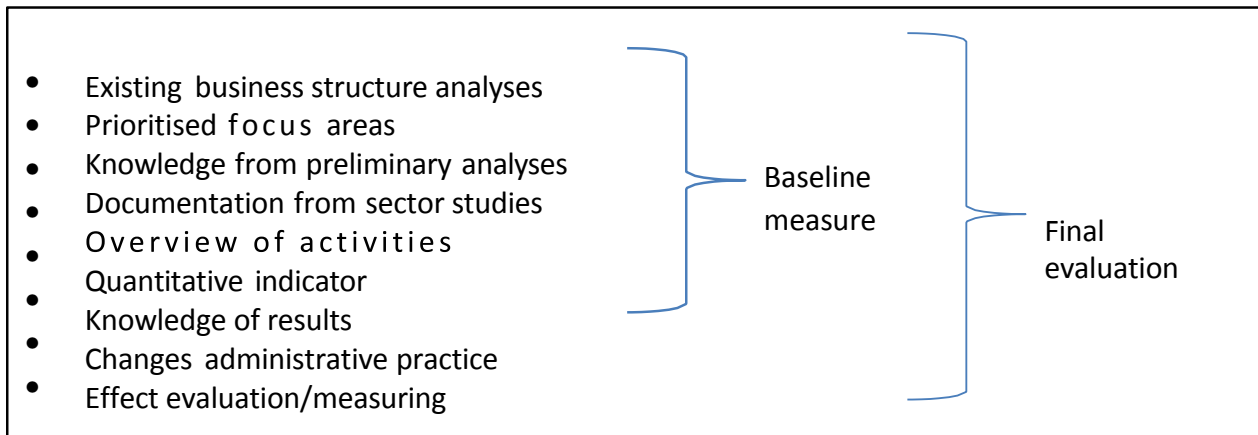 • Existing business structure analyses
• Prioritised focus areas
• Knowledge from preliminary analyses
• Documentation from sector studies
• Overview of activities
• Quantitative indicator
• Knowledge of results
• Changes administrative practice
• Effect evaluation/measuring
Baseline
measure
Final
evaluation